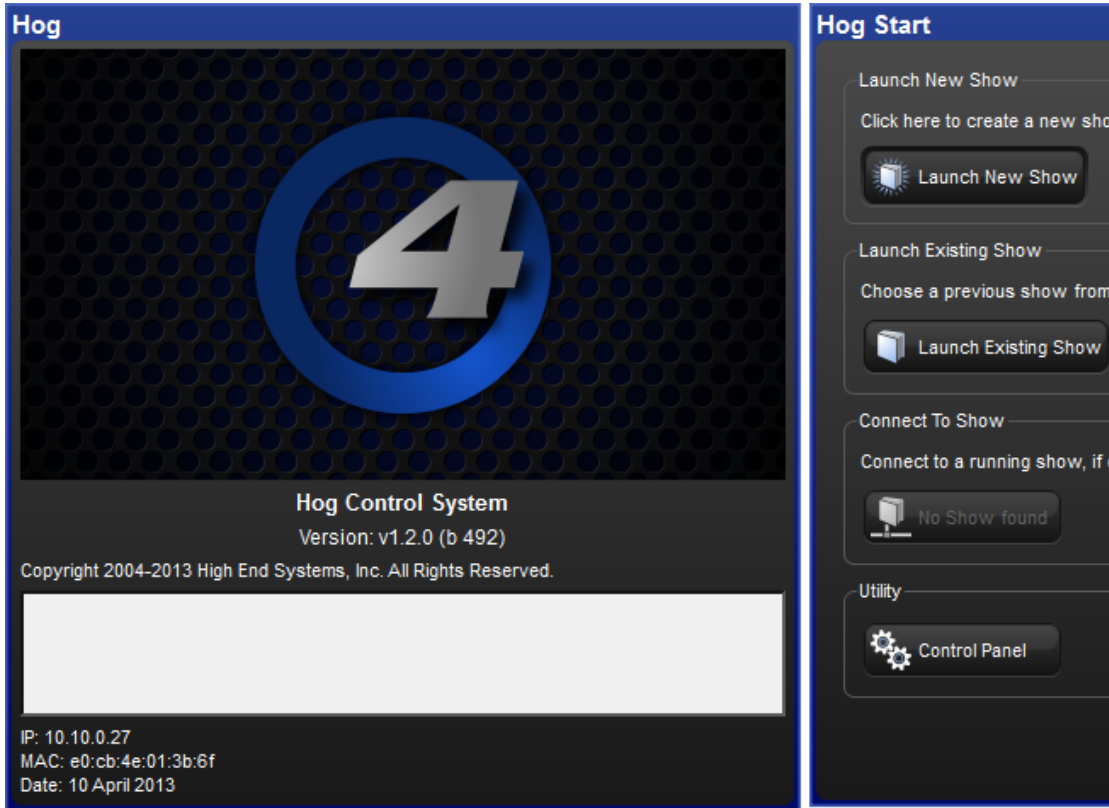 Hog
4
Hog Control System
Version: v1.2.0 (b 492)
Copyright 2004-2013 High End Systems, Inc. All Rights Reserved.
IP: 10.10.0.27
MAC: e0:cb:4e:01:3b:6f
Date: 10 April 2013
Hog Start
Launch New Show
Click here to create a new sho
Launch New Show
Launch Existing Show
Choose a previous show from
Launch Existing Show
Connect To Show
Connect to a running show, if
No Show found
Utility
Control Panel